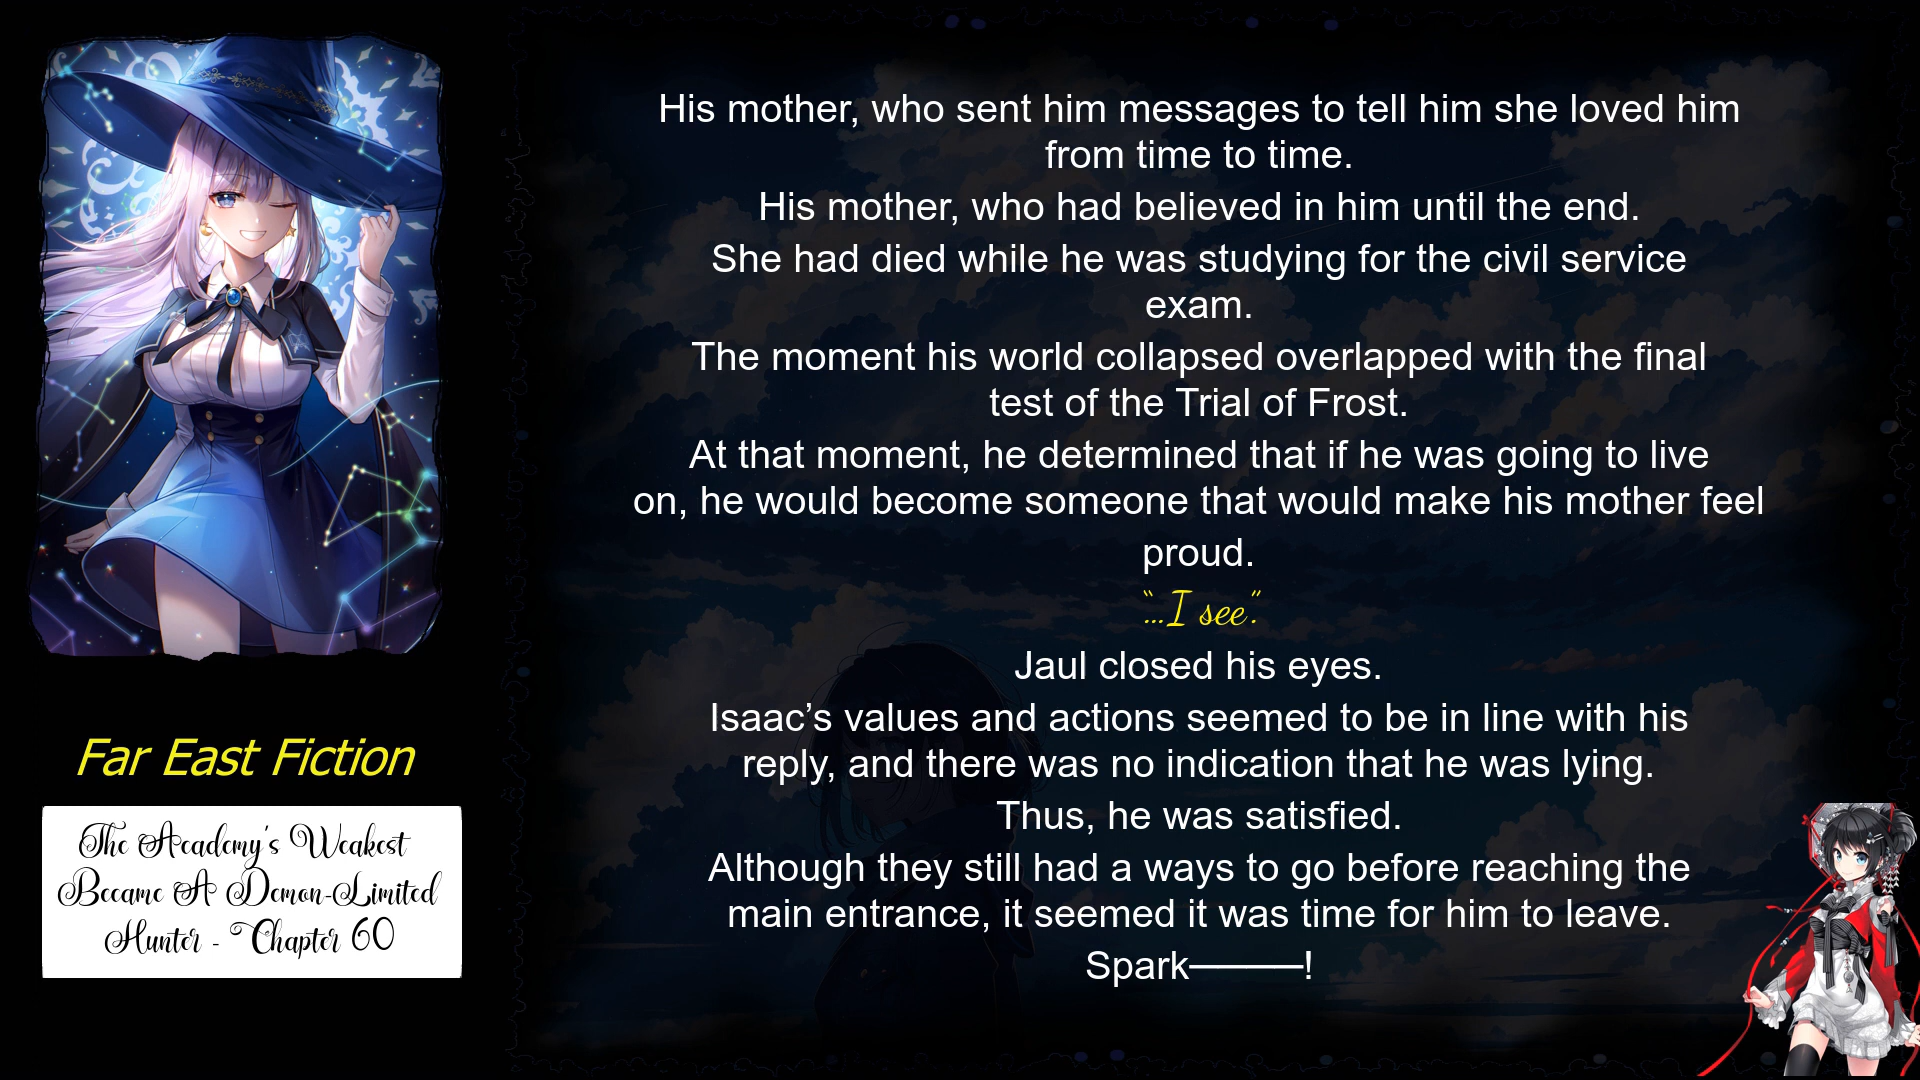 His mother, who sent him messages to tell him she loved him
from time to time.
His mother, who had believed in him until the end.
She had died while he was studying for the civil service
exam.
The moment his world collapsed overlapped with the final
test of the Trial of Frost.
At that moment, he determined that if he was going to live
on, he would become someone that would make his mother feel
proud.
“...I see”.
Jaul closed his eyes.
Isaac’s values and actions seemed to be in line with his
reply, and there was no indication that he was lying.
Thus, he was satisfied.
Although they still had a ways to go before reaching the
main entrance, it seemed it was time for him to leave.
Spark————!
Far East Fiction
The Academy's Weakest
Became A Demon-Limited
Hunter - Chapter 60